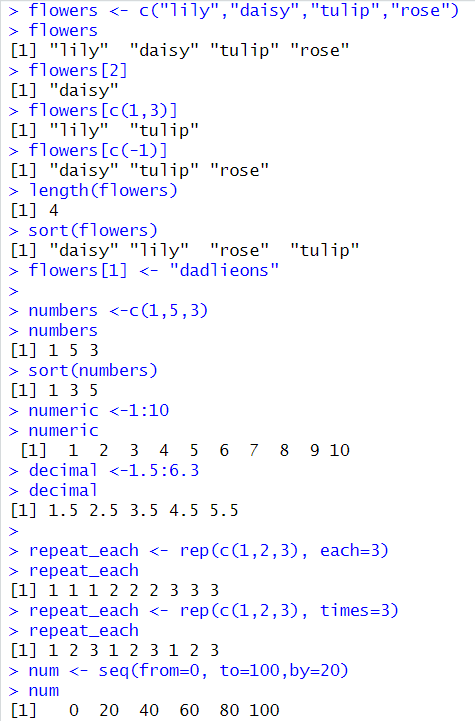 > flowers <- c("lily","daisy","tulip","rose")
> flowers
[1] "lily"  "daisy" "tulip" "rose"
> flowers[2]
[1] "daisy"
> flowers[c(1,3)]
[1] "lily"  "tulip"
> flowers[c(-1)]
[1] "daisy" "tulip" "rose"
> length(flowers)
[1] 4
> sort(flowers)
[1] "daisy" "lily"  "rose"  "tulip"
> flowers[1] <- "dadlieons"
>
> numbers <-c(1,5,3)
> numbers
[1] 1 5 3
> sort(numbers)
[1] 1 3 5
> numeric <-1:10
> numeric
 [1]  1  2  3  4  5  6  7  8  9 10
> decimal <-1.5:6.3
> decimal
[1] 1.5 2.5 3.5 4.5 5.5
>
> repeat_each <- rep(c(1,2,3), each=3)
> repeat_each
[1] 1 1 1 2 2 2 3 3 3
> repeat_each <- rep(c(1,2,3), times=3)
> repeat_each
[1] 1 2 3 1 2 3 1 2 3
> num <- seq(from=0, to=100,by=20)
> num
[1]   0  20  40  60  80 100